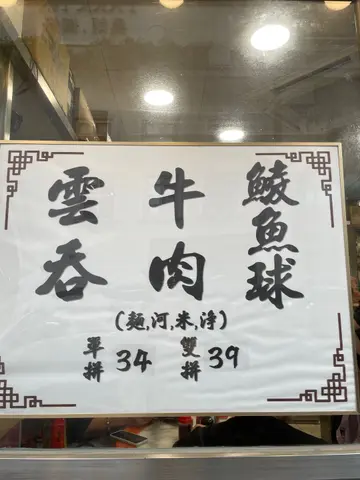 鯪魚球
牛肉
雲吞
(麵,河,米,淨)
單拼 34
雙拼 39